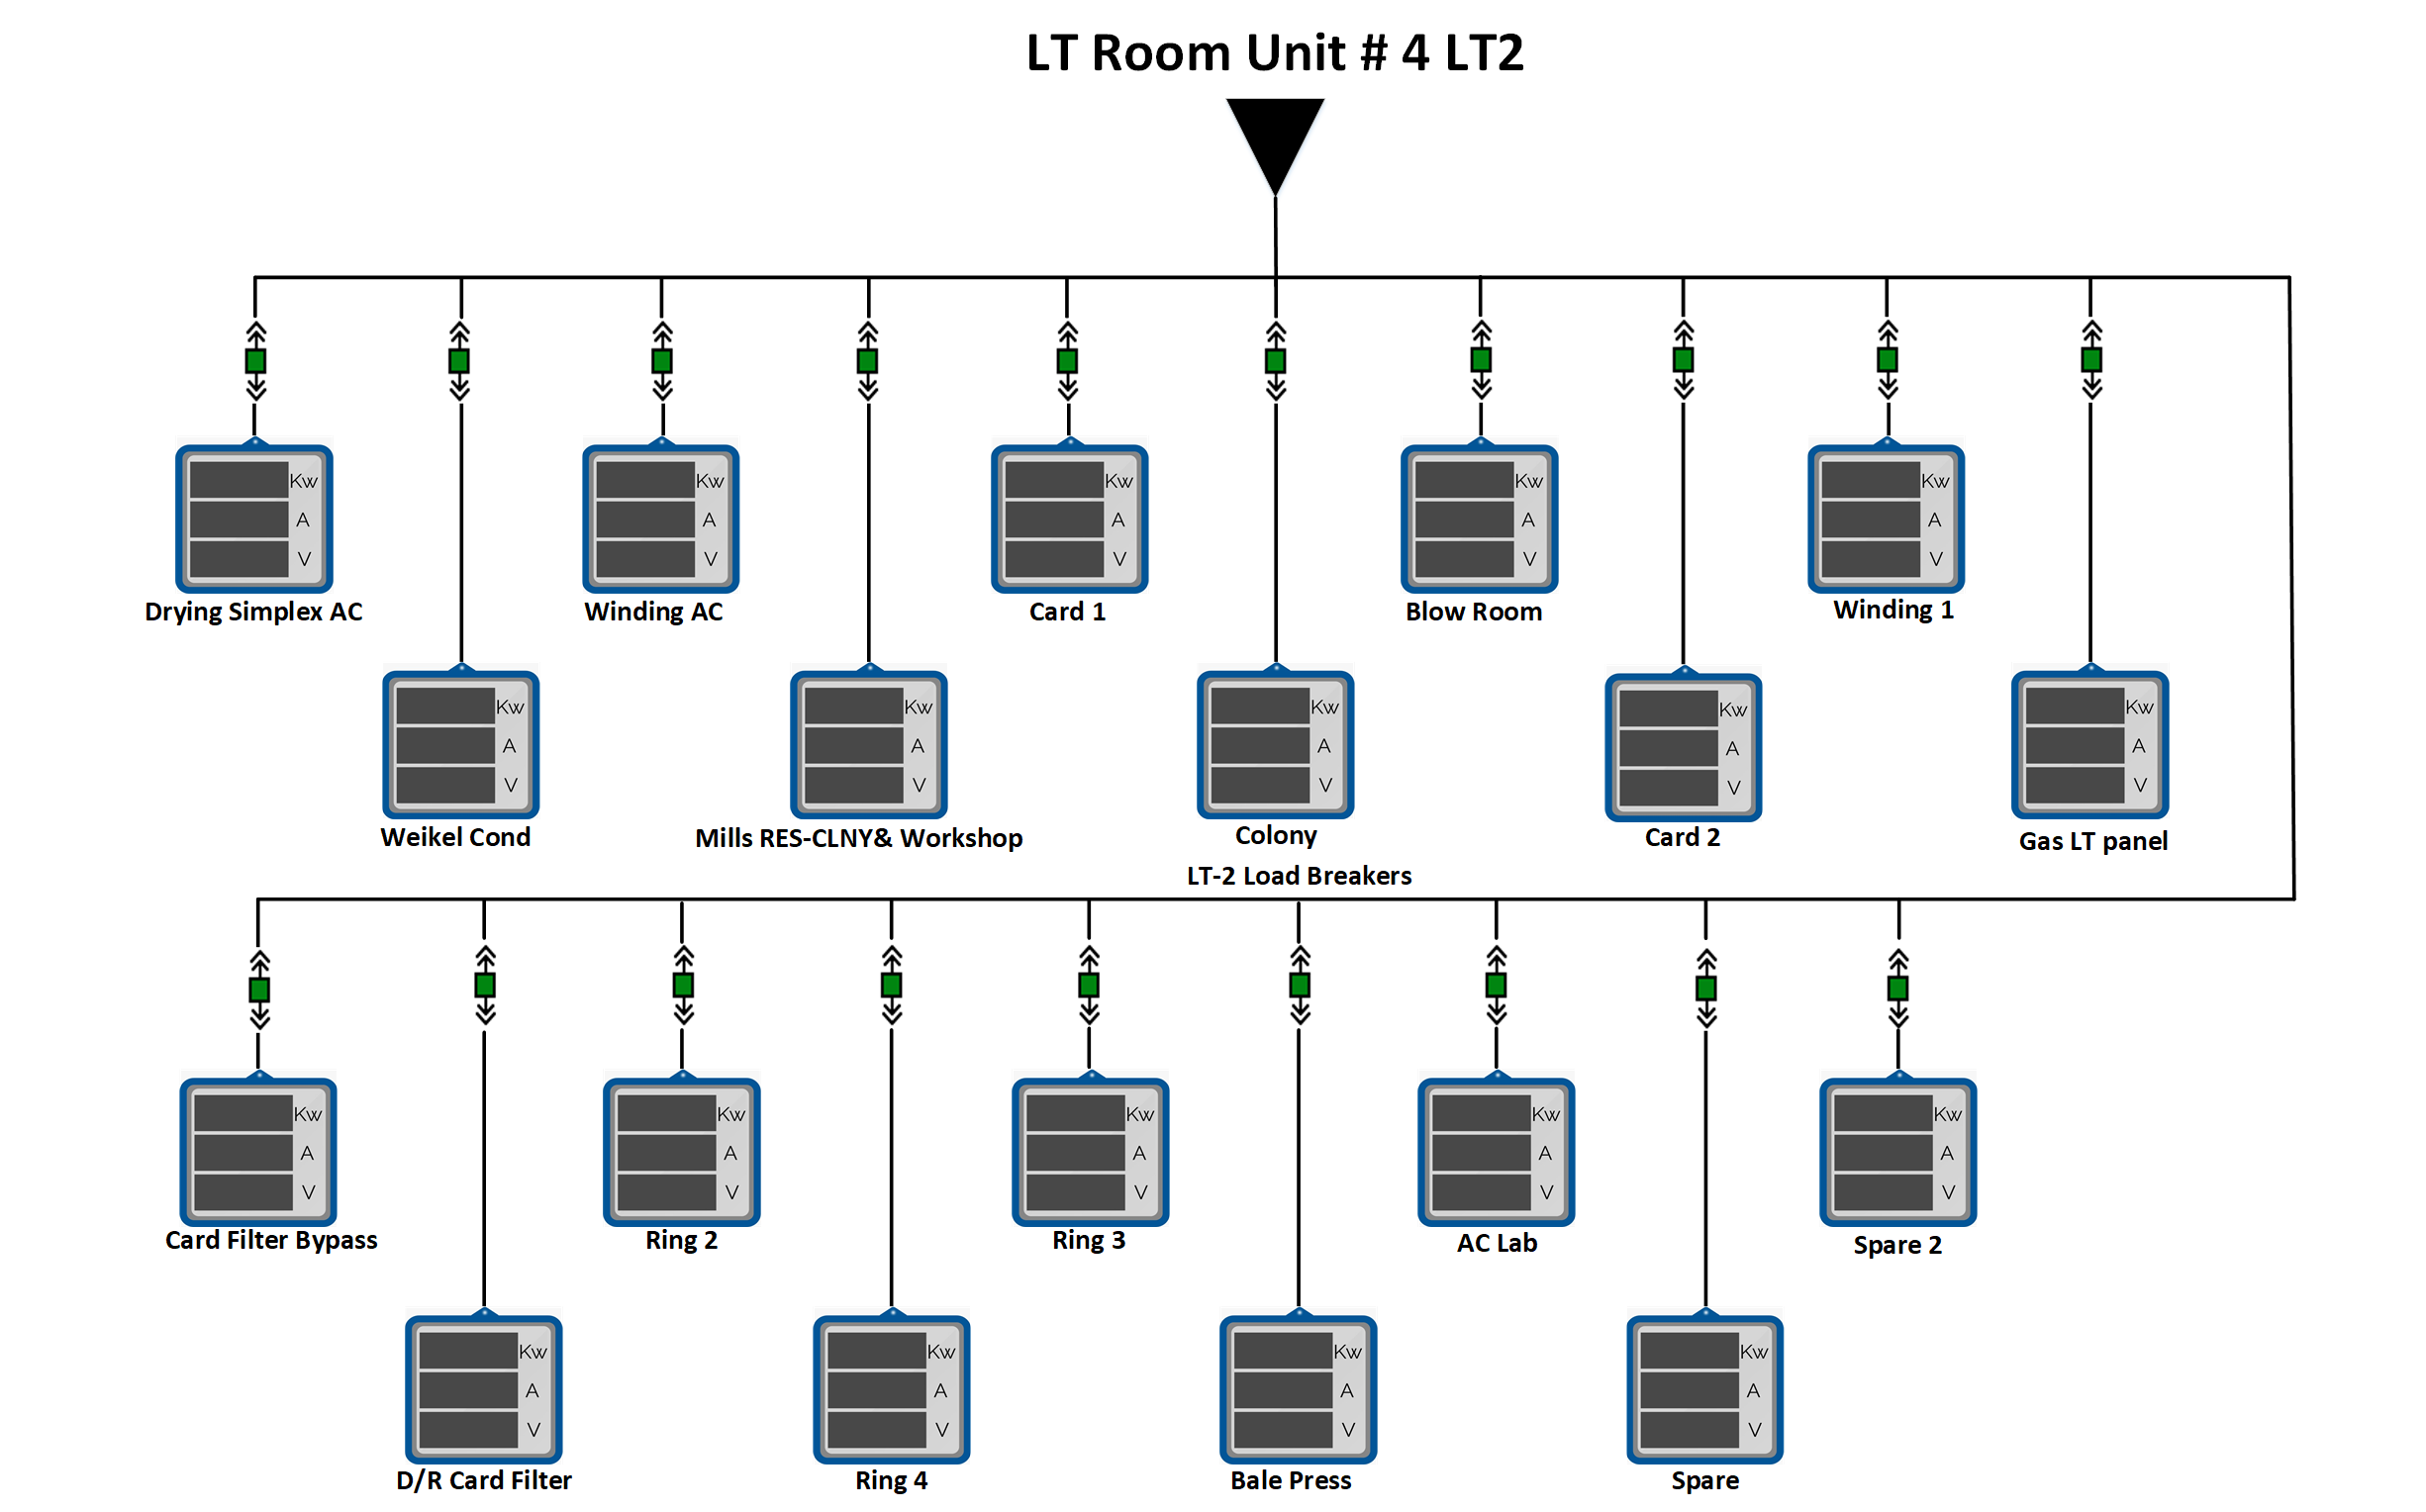 LT Room Unit # 4 LT2
Kw
A
V
Drying Simplex AC
Kw
A
V
Winding AC
Kw
A
V
Card 1
Kw
A
V
Blow Room
Kw
A
V
Winding 1
Kw
A
V
Weikel Cond
Kw
A
V
Mills RES-CLNY& Workshop
Kw
A
V
Colony
Kw
A
V
Card 2
Kw
A
V
Gas LT panel
LT-2 Load Breakers
Kw
A
V
Card Filter Bypass
Kw
A
V
Ring 2
Kw
A
V
Ring 3
Kw
A
V
AC Lab
Kw
A
V
Spare 2
Kw
A
V
D/R Card Filter
Kw
A
V
Ring 4
Kw
A
V
Bale Press
Kw
A
V
Spare